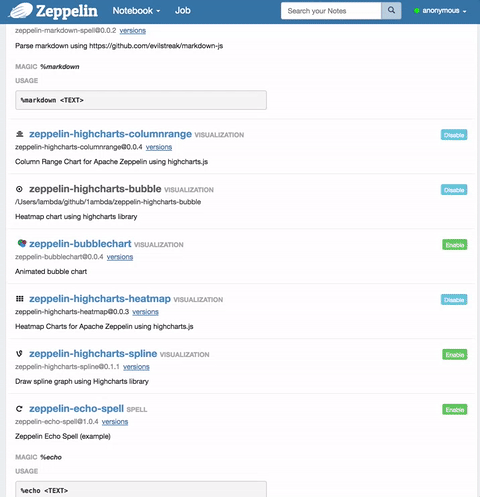 Zeppelin Notebook Job Search your Notes anonymous
zeppelin-markdown-spell@0.0.2 versions
Parse markdown using https://github.com/evilstreak/markdown-js
MAGIC %markdown
USAGE
%markdown <TEXT>
zeppelin-highcharts-columnrange VISUALIZATION Disable
zeppelin-highcharts-columnrange@0.0.4 versions
Column Range Chart for Apache Zeppelin using highcharts.js
zeppelin-highcharts-bubble VISUALIZATION Disable
/Users/lambda/github/1ambda/zeppelin-highcharts-bubble
Heatmap chart using highcharts library
zeppelin-bubblechart VISUALIZATION Enable
zeppelin-bubblechart@0.0.4 versions
Animated bubble chart
zeppelin-highcharts-heatmap VISUALIZATION Disable
zeppelin-highcharts-heatmap@0.0.3 versions
Heatmap Charts for Apache Zeppelin using highcharts.js
zeppelin-highcharts-spline VISUALIZATION Enable
zeppelin-highcharts-spline@0.1.1 versions
Draw spline graph using Highcharts library
zeppelin-echo-spell SPELL Enable
zeppelin-echo-spell@1.0.4 versions
Zeppelin Echo Spell (example)
MAGIC %echo
USAGE
%echo <TEXT>